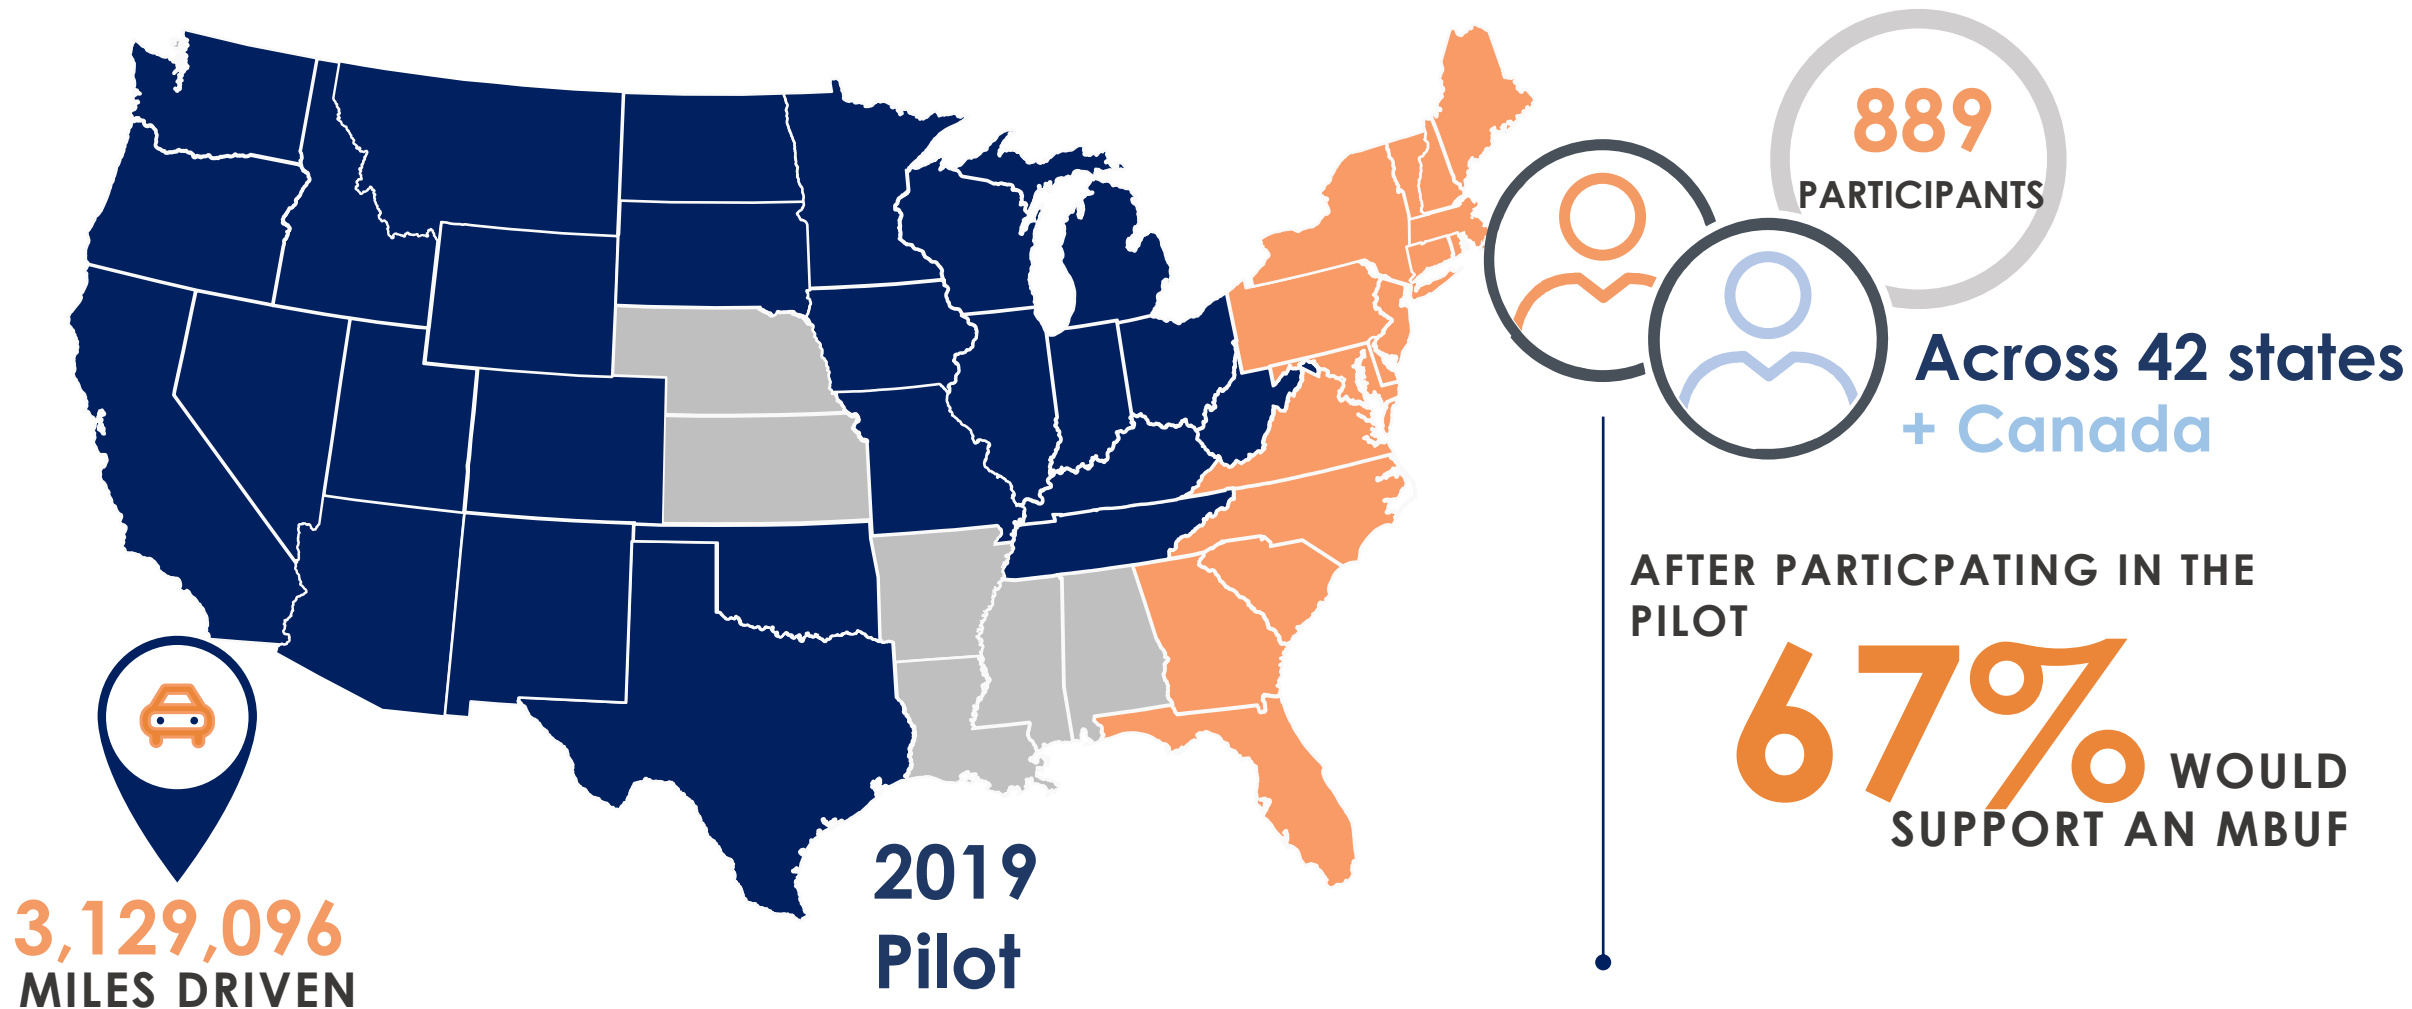 889
PARTICIPANTS
Across 42 states
+ Canada
AFTER PARTICPATING IN THE
PILOT
67% WOULD
SUPPORT AN MBUF
2019
Pilot
3,129,096
MILES DRIVEN